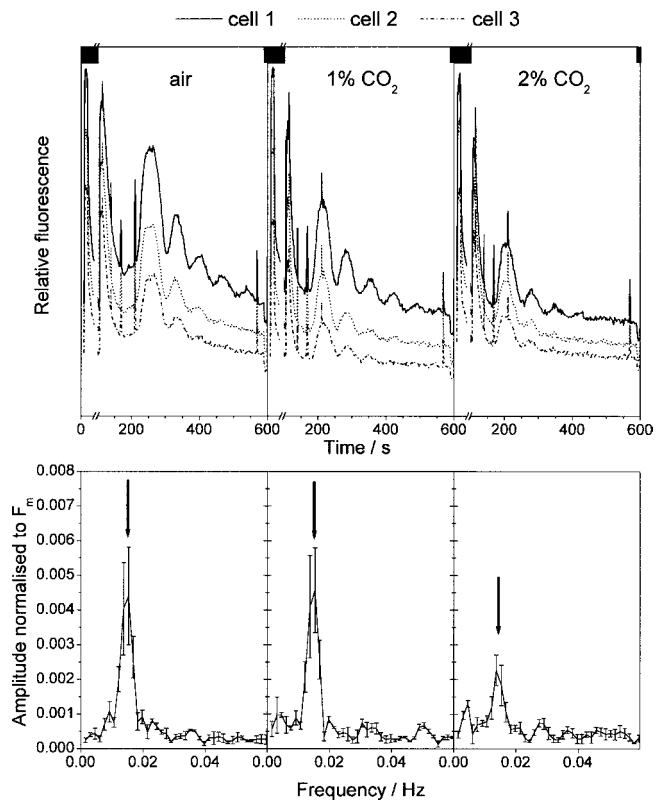 cell 1 cell 2 cell 3
air 1% CO₂ 2% CO₂
Relative fluorescence
0 200 400 600 200 400 600 200 400 600
Time / s
Amplitude normalised to Fₘ
0.008
0.007
0.006
0.005
0.004
0.003
0.002
0.001
0.000
0.00 0.02 0.04 0.00 0.02 0.04 0.00 0.02 0.04
Frequency / Hz